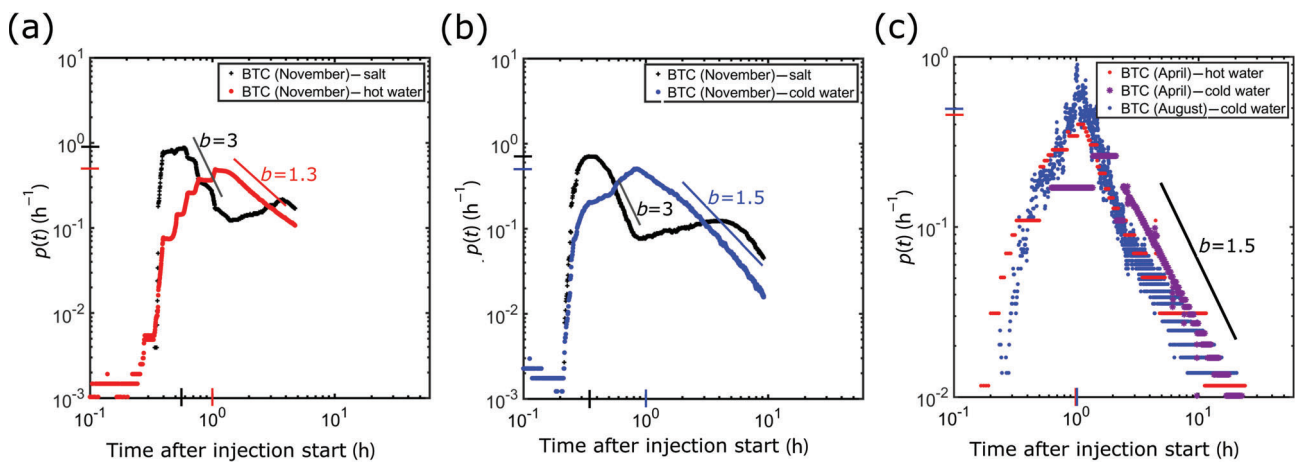 (a)
BTC (November)—salt
BTC (November)—hot water
b=3
b=1.3
p(t) (h⁻¹)
10¹
10⁰
10⁻¹
10⁻²
10⁻³
10⁻¹ 10⁰ 10¹
Time after injection start (h)
(b)
BTC (November)—salt
BTC (November)—cold water
b=3
b=1.5
p(t) (h⁻¹)
10¹
10⁰
10⁻¹
10⁻²
10⁻³
10⁻¹ 10⁰ 10¹
Time after injection start (h)
(c)
BTC (April)—hot water
BTC (April)—cold water
BTC (August)—cold water
b=1.5
p(t) (h⁻¹)
10⁰
10⁻¹
10⁻²
10⁻¹ 10⁰ 10¹
Time after injection start (h)